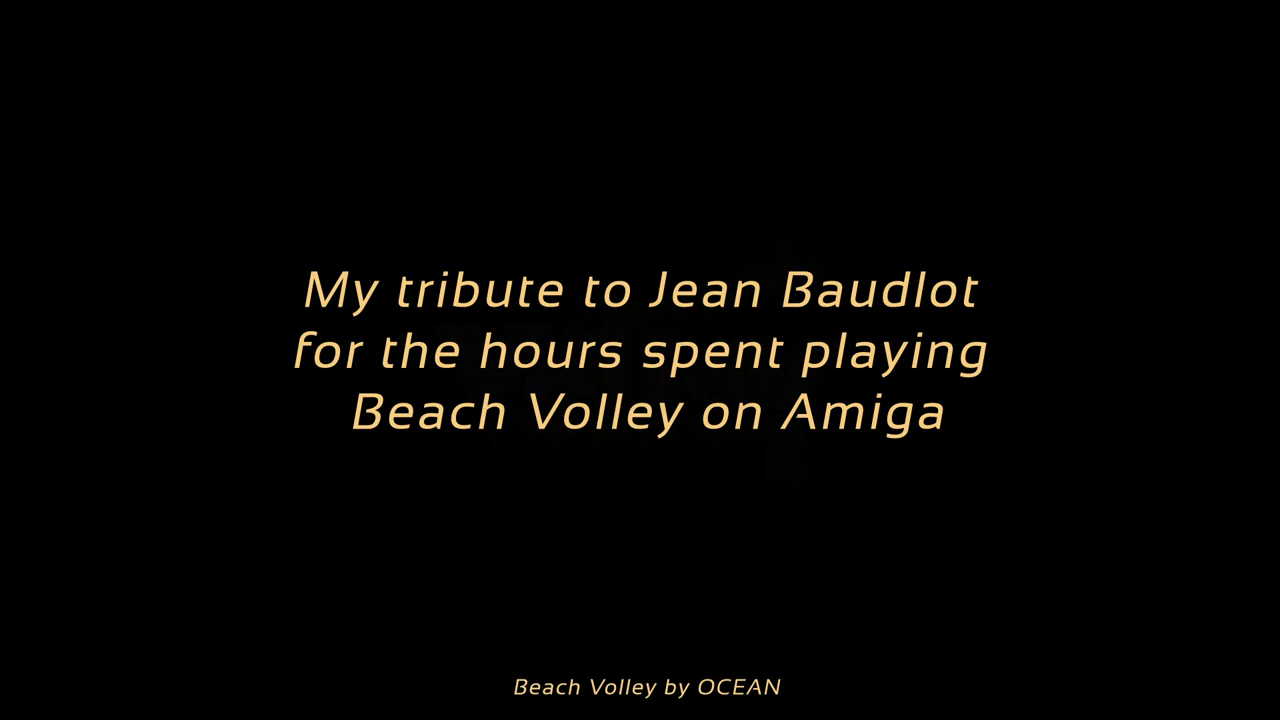 My tribute to Jean Baudlot
for the hours spent playing
Beach Volley on Amiga
Beach Volley by OCEAN